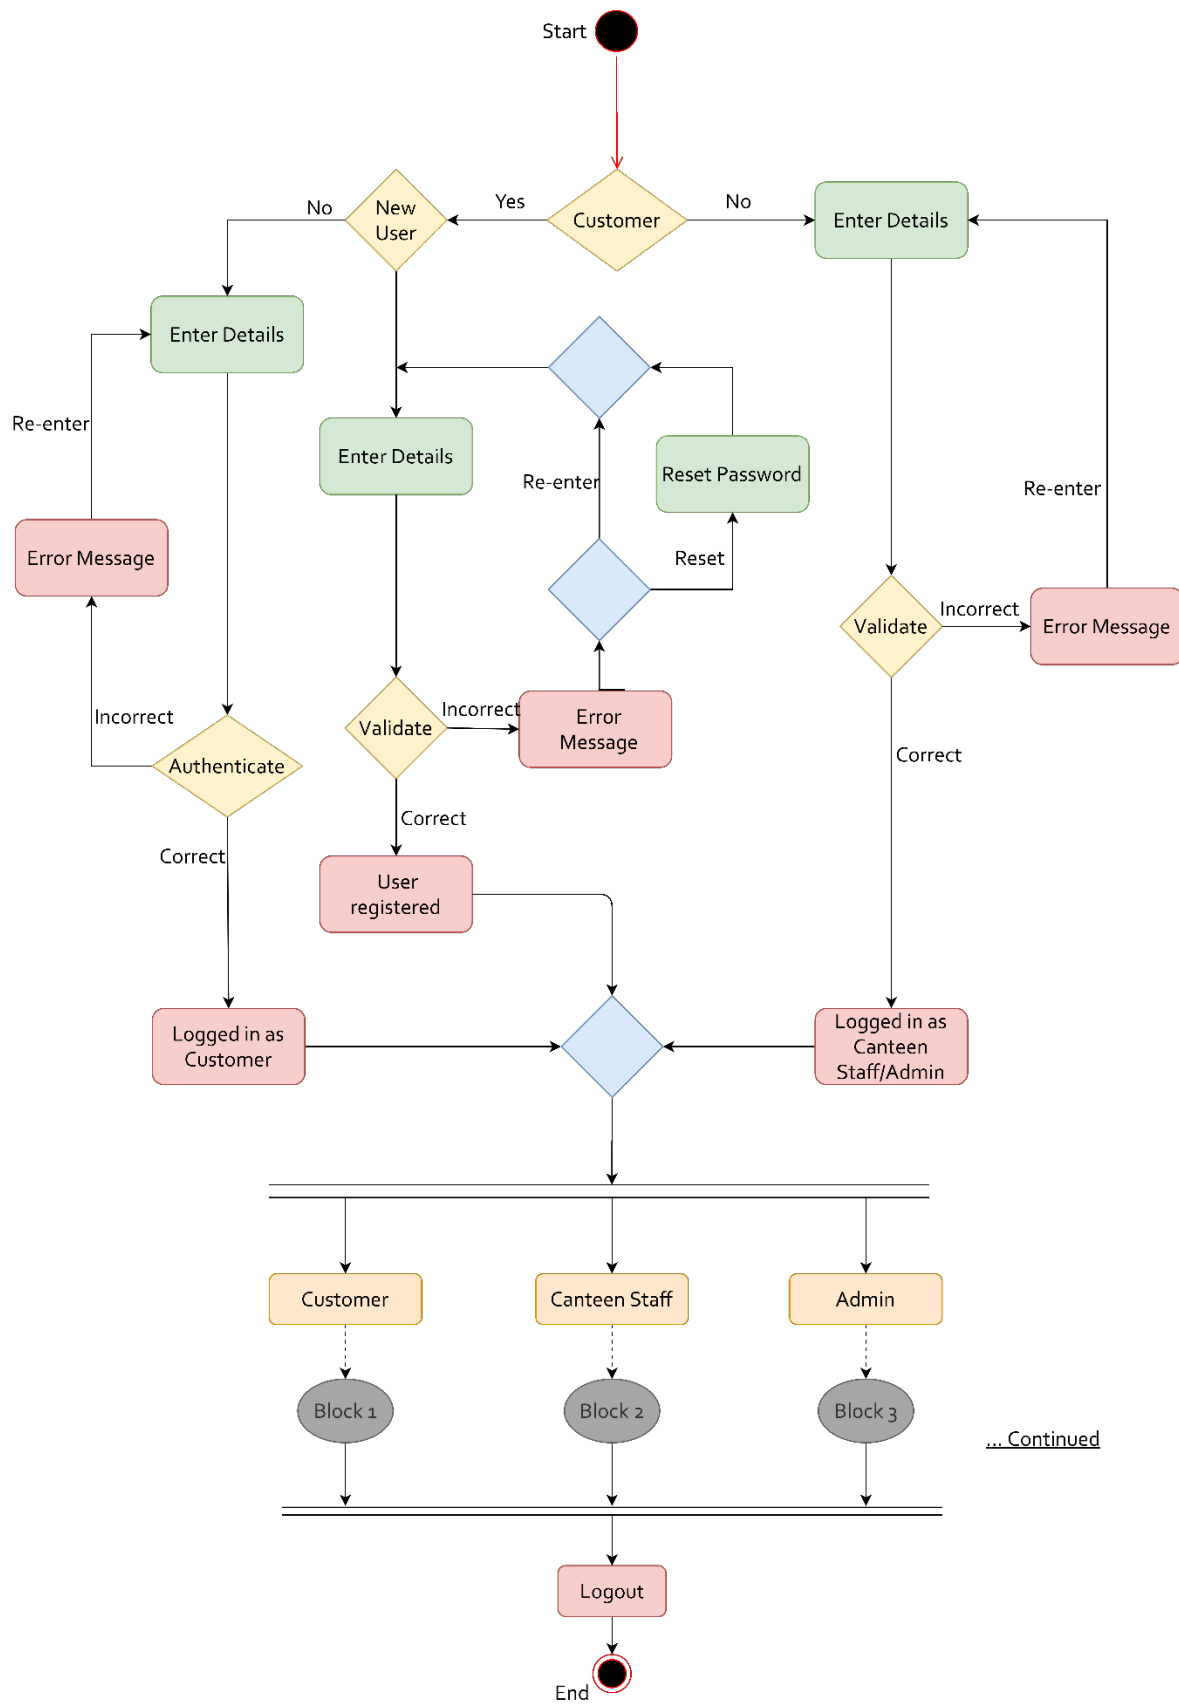 Start
No
New
User
Yes
Customer
No
Enter Details
Enter Details
Re-enter
Enter Details
Re-enter
Reset Password
Re-enter
Error Message
Reset
Validate
Incorrect
Error Message
Incorrect
Validate
Incorrect
Error
Message
Authenticate
Correct
Correct
Correct
User
registered
Logged in as
Customer
Logged in as
Canteen
Staff/Admin
Customer
Canteen Staff
Admin
Block 1
Block 2
Block 3
... Continued
Logout
End